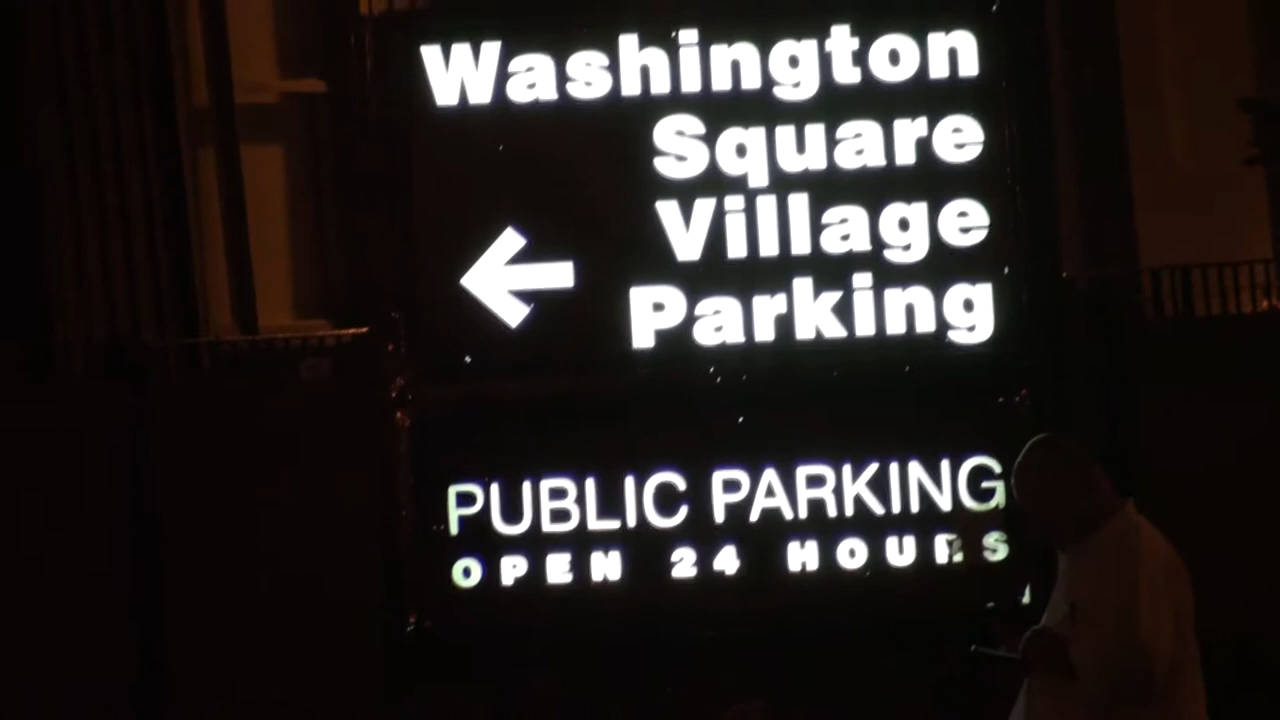 Washington
Square
Village
Parking
PUBLIC PARKING
OPEN 24 HOURS